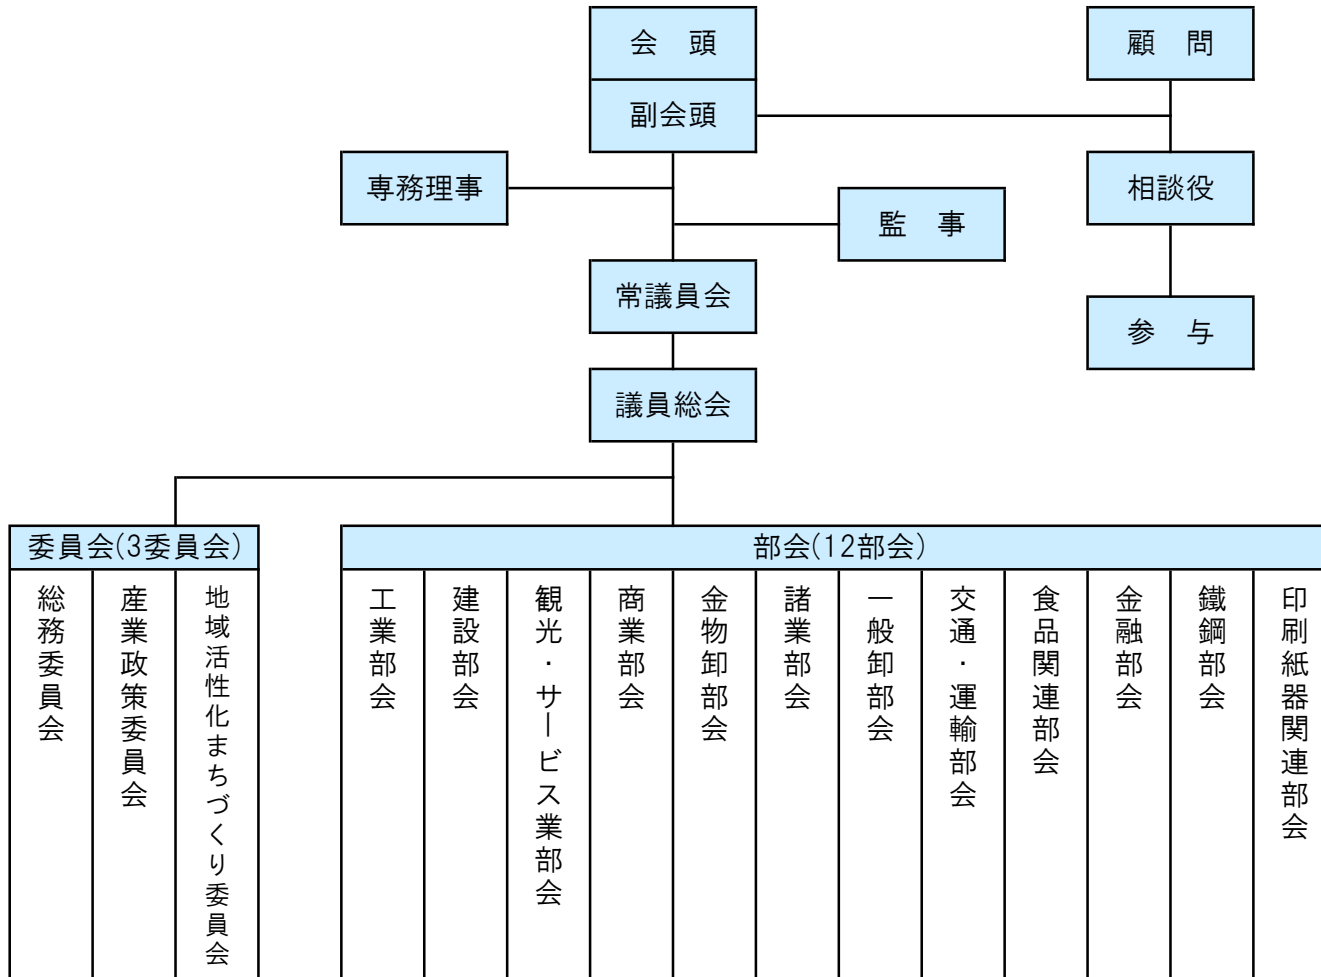 会　頭
顧　問
副会頭
専務理事
相談役
監　事
常議員会
参　与
議員総会
委員会(3委員会)
部会(12部会)
総務委員会
産業政策委員会
地域活性化まちづくり委員会
工業部会
建設部会
観光・サービス業部会
商業部会
金物卸部会
諸業部会
一般卸部会
交通・運輸部会
食品関連部会
金融部会
鐵鋼部会
印刷紙器関連部会